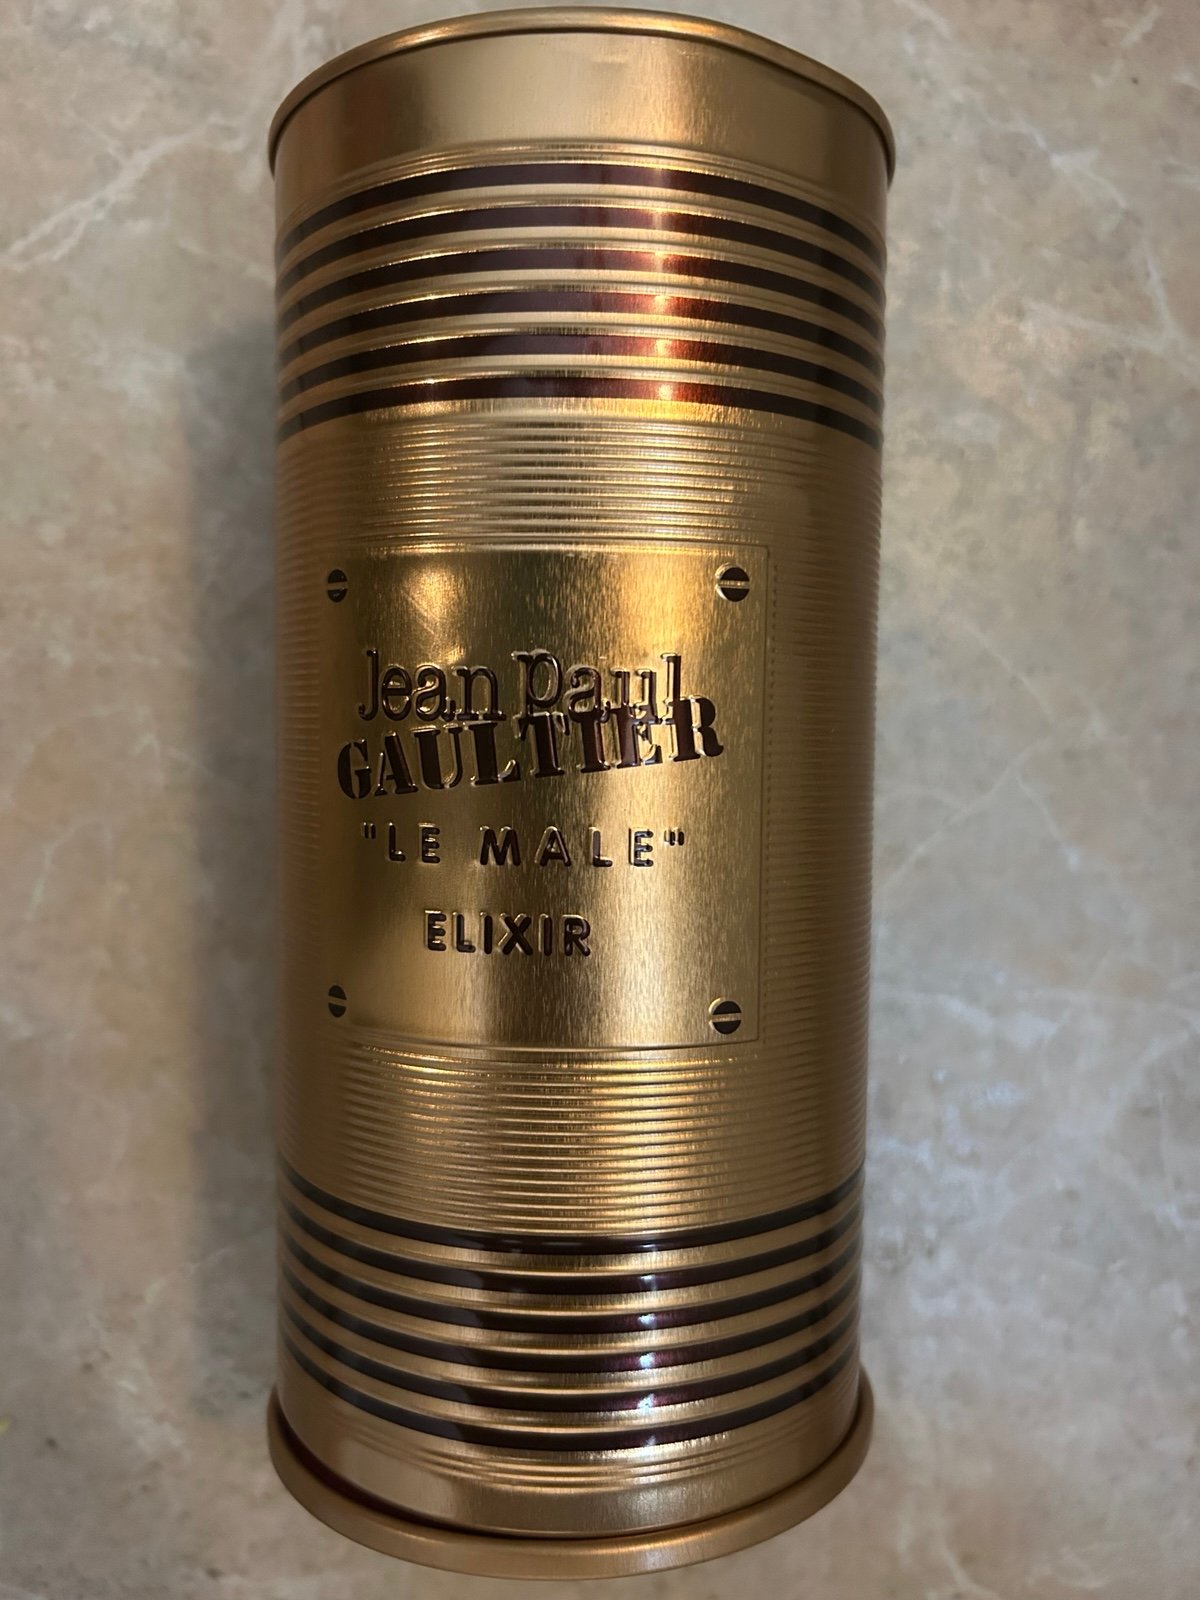 Jean Paul
GAULTIER
"LE MALE"
ELIXIR